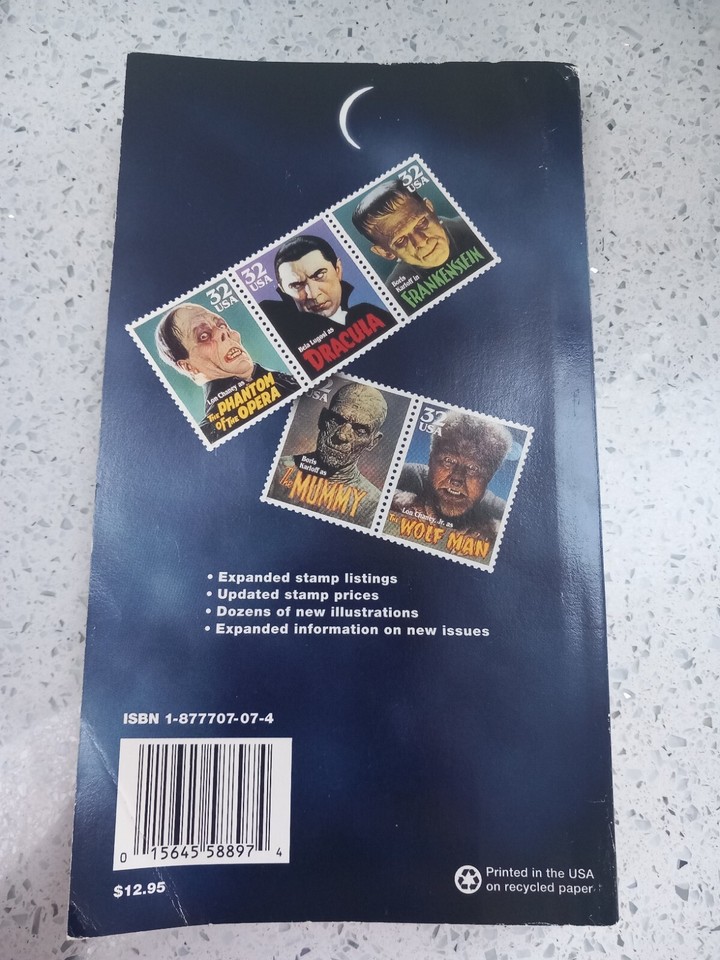 32
USA
Lon Chaney as
The PHANTOM
OF THE OPERA
32
USA
Bela Lugosi as
DRACULA
32
USA
Boris
Karloff in
FRANKENSTEIN
32
USA
Boris
Karloff as
The MUMMY
32
USA
Lon Chaney, Jr. as
The WOLF MAN
• Expanded stamp listings
• Updated stamp prices
• Dozens of new illustrations
• Expanded information on new issues
ISBN 1-877707-07-4
0 15645 58897 4
$12.95
Printed in the USA
on recycled paper